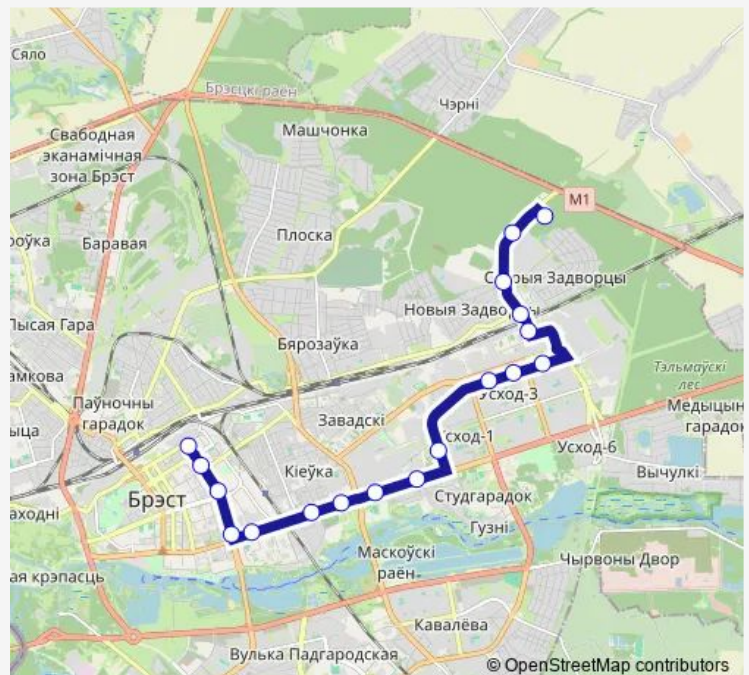 Сяло
Брэсцкі раён
Чэрні
Свабодная
эканамічная
зона Брэст
Машчонка
M1
роўка
Баравая
Плоска
Старыя Задворцы
Новыя Задворцы
Лысая Гара
Бярозаўка
Тэльмаўскі
лес
амкова
Паўночны
гарадок
Усход-3
Медыцын
гарадок
Завадскі
ыца
Усход-1
Усход-6
Кіеўка
Вычулкі
Брэст
Студгарадок
аходні
Гузні
Маскоўскі
раён
Чырвоны Двор
ая крэпасць
Кавалёва
Вулька Падгародская
© OpenStreetMap contributors